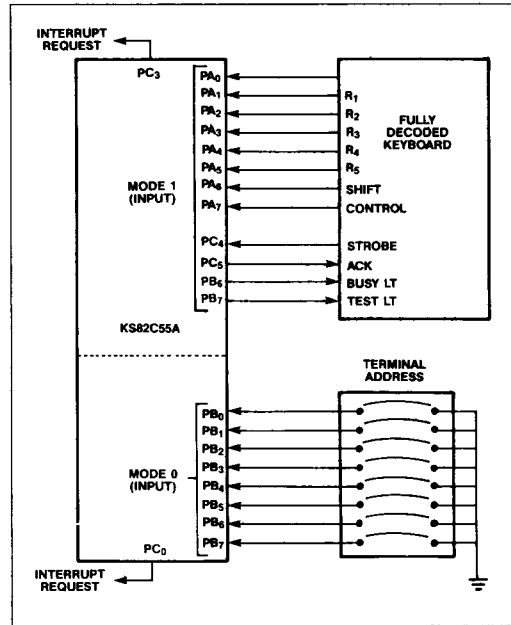 INTERRUPT
REQUEST
PC3
PA0
PA1
PA2
PA3
PA4
PA5
PA6
PA7
PC4
PC5
PB6
PB7
MODE 1
(INPUT)
KS82C55A
R1
R2
R3
R4
R5
SHIFT
CONTROL
STROBE
ACK
BUSY LT
TEST LT
FULLY
DECODED
KEYBOARD
TERMINAL
ADDRESS
PB0
PB1
PB2
PB3
PB4
PB5
PB6
PB7
MODE 0
(INPUT)
PC0
INTERRUPT
REQUEST